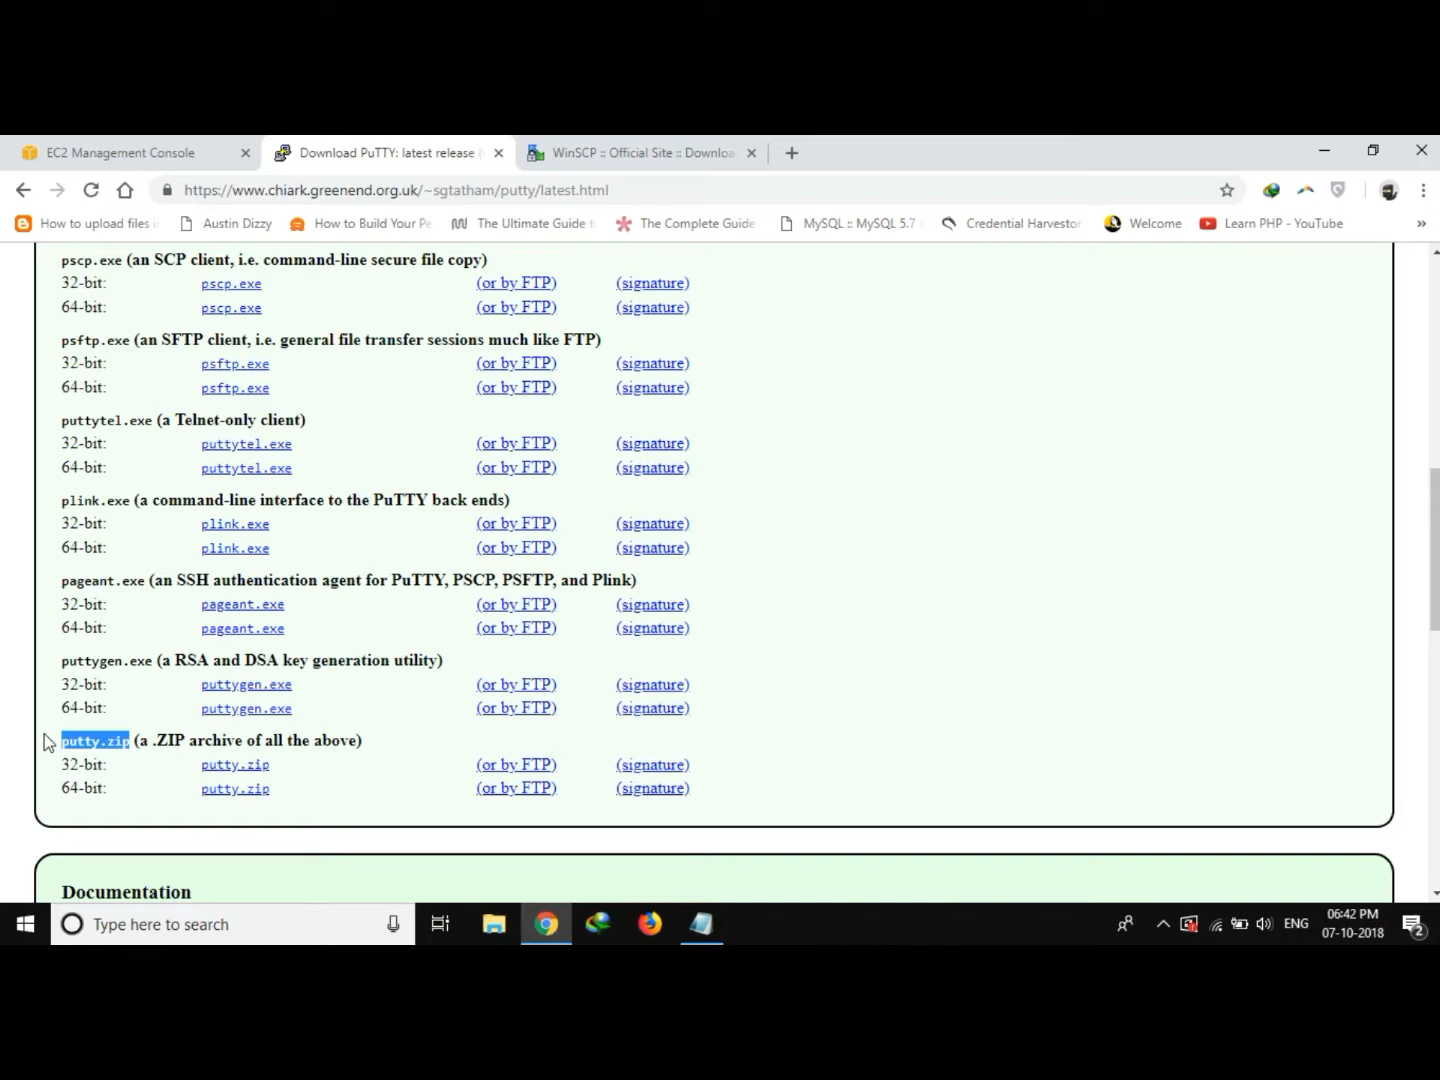 EC2 Management Console
Download PuTTY: latest release (
WinSCP :: Official Site :: Downloa
https://www.chiark.greenend.org.uk/~sgtatham/putty/latest.html
How to upload files i
Austin Dizzy
How to Build Your Pe
The Ultimate Guide t
The Complete Guide
MySQL :: MySQL 5.7
Credential Harvestor
Welcome
Learn PHP - YouTube
»
pscp.exe (an SCP client, i.e. command-line secure file copy)
32-bit: pscp.exe (or by FTP) (signature)
64-bit: pscp.exe (or by FTP) (signature)
psftp.exe (an SFTP client, i.e. general file transfer sessions much like FTP)
32-bit: psftp.exe (or by FTP) (signature)
64-bit: psftp.exe (or by FTP) (signature)
puttytel.exe (a Telnet-only client)
32-bit: puttytel.exe (or by FTP) (signature)
64-bit: puttytel.exe (or by FTP) (signature)
plink.exe (a command-line interface to the PuTTY back ends)
32-bit: plink.exe (or by FTP) (signature)
64-bit: plink.exe (or by FTP) (signature)
pageant.exe (an SSH authentication agent for PuTTY, PSCP, PSFTP, and Plink)
32-bit: pageant.exe (or by FTP) (signature)
64-bit: pageant.exe (or by FTP) (signature)
puttygen.exe (a RSA and DSA key generation utility)
32-bit: puttygen.exe (or by FTP) (signature)
64-bit: puttygen.exe (or by FTP) (signature)
putty.zip (a .ZIP archive of all the above)
32-bit: putty.zip (or by FTP) (signature)
64-bit: putty.zip (or by FTP) (signature)
Documentation
Type here to search
ENG
06:42 PM
07-10-2018
2